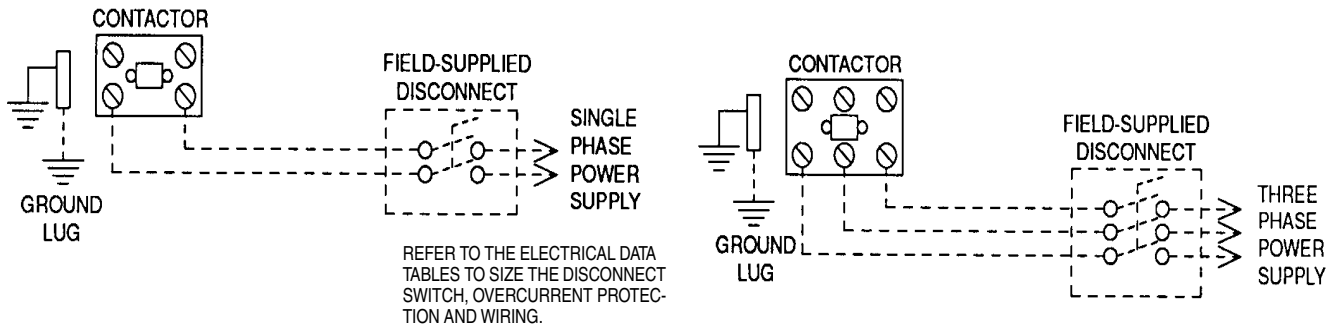 CONTACTOR
FIELD-SUPPLIED
DISCONNECT
SINGLE
PHASE
POWER
SUPPLY
GROUND
LUG
REFER TO THE ELECTRICAL DATA
TABLES TO SIZE THE DISCONNECT
SWITCH, OVERCURRENT PROTEC-
TION AND WIRING.
CONTACTOR
FIELD-SUPPLIED
DISCONNECT
THREE
PHASE
POWER
SUPPLY
GROUND
LUG